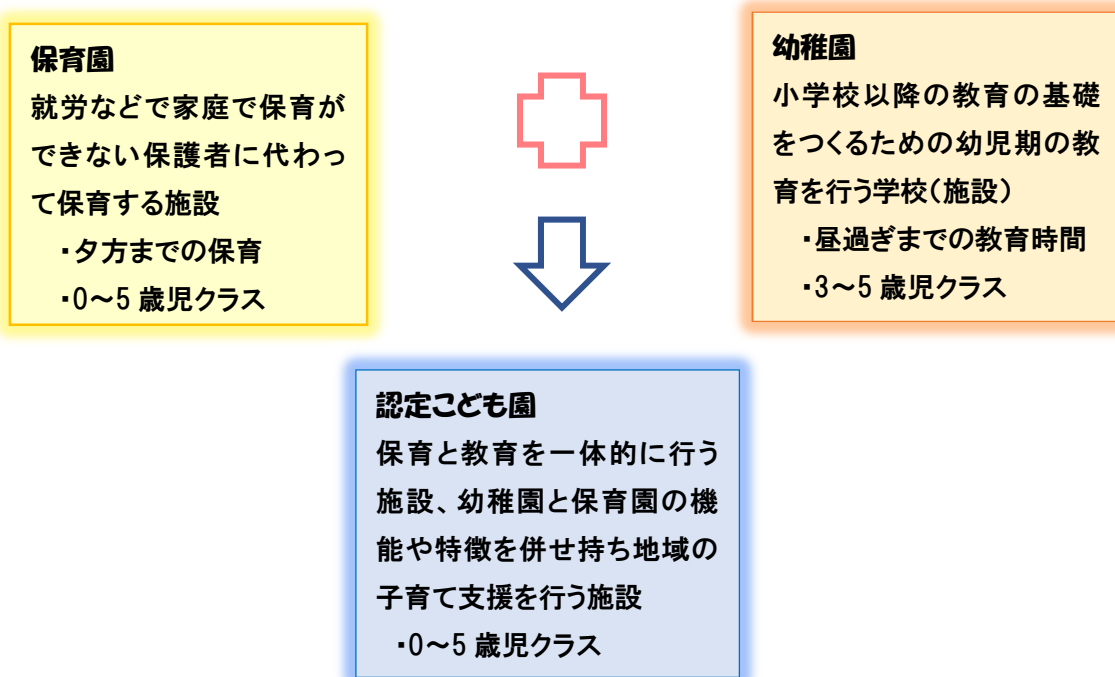 保育園
就労などで家庭で保育が
できない保護者に代わっ
て保育する施設
・夕方までの保育
・0～5 歳児クラス
幼稚園
小学校以降の教育の基礎
をつくるための幼児期の教
育を行う学校(施設)
・昼過ぎまでの教育時間
・3～5 歳児クラス
認定こども園
保育と教育を一体的に行う
施設、幼稚園と保育園の機
能や特徴を併せ持ち地域の
子育て支援を行う施設
・0～5 歳児クラス